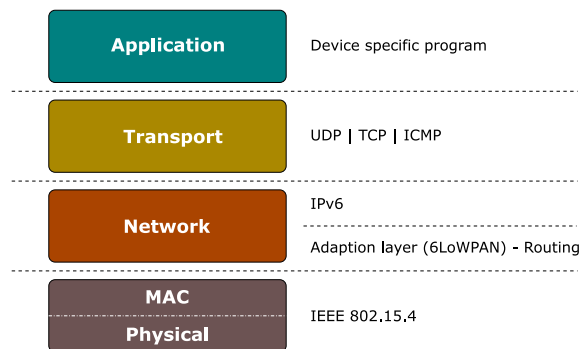 Application
Device specific program
Transport
UDP | TCP | ICMP
Network
IPv6
Adaption layer (6LoWPAN) - Routing
MAC
Physical
IEEE 802.15.4